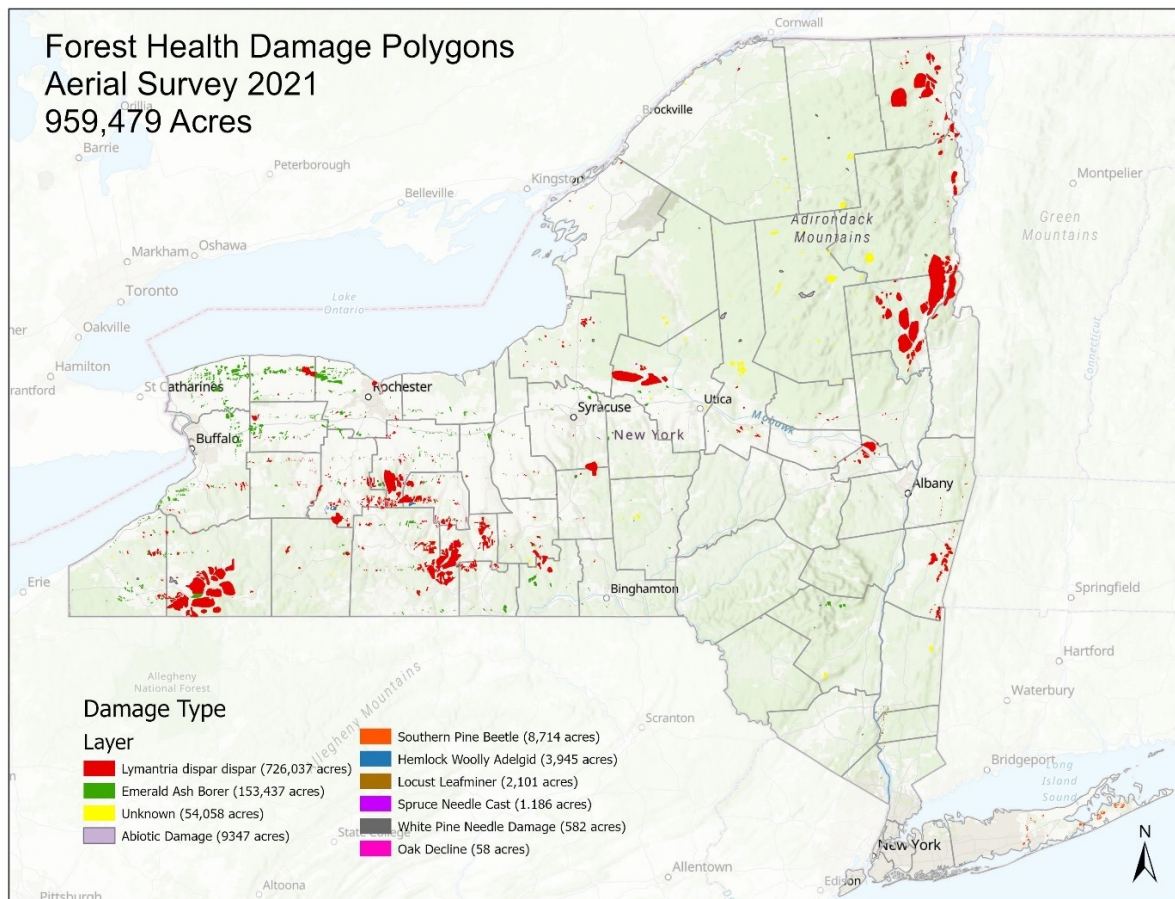 Forest Health Damage Polygons
Aerial Survey 2021
959,479 Acres
Cornwall
Orillia
Barrie
Brockville
Peterborough
Kingston
Belleville
Montpelier
Adirondack
Mountains
Green
Mountains
Markham
Oshawa
Toronto
Lake
Ontario
Oakville
Hamilton
St Catharines
Rochester
Syracuse
Utica
Mohawk
Connecticut
Buffalo
New York
Albany
Erie
Binghamton
Springfield
Hartford
Allegheny
National Forest
Allegheny Mountains
Waterbury
Scranton
Damage Type
Layer
Lymantria dispar dispar (726,037 acres)
Emerald Ash Borer (153,437 acres)
Unknown (54,058 acres)
Abiotic Damage (9347 acres)
Southern Pine Beetle (8,714 acres)
Hemlock Woolly Adelgid (3,945 acres)
Locust Leafminer (2,101 acres)
Spruce Needle Cast (1.186 acres)
White Pine Needle Damage (582 acres)
Oak Decline (58 acres)
Bridgeport
Long
Island
Sound
State College
New York
N
Allentown
Edison
Altoona
Pittsburgh